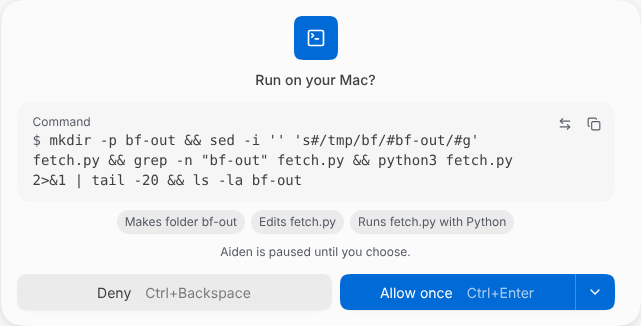 Run on your Mac?
Command
$ mkdir -p bf-out && sed -i '' 's#/tmp/bf/#bf-out/#g'
fetch.py && grep -n "bf-out" fetch.py && python3 fetch.py
2>&1 | tail -20 && ls -la bf-out
Makes folder bf-out Edits fetch.py Runs fetch.py with Python
Aiden is paused until you choose.
Deny Ctrl+Backspace Allow once Ctrl+Enter